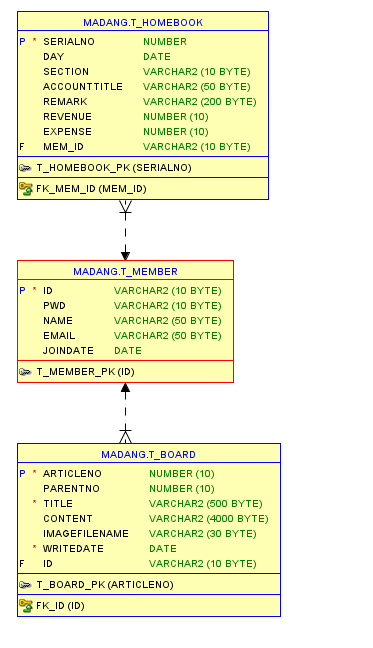 MADANG.T_HOMEBOOK
P * SERIALNO NUMBER
DAY DATE
SECTION VARCHAR2 (10 BYTE)
ACCOUNTTITLE VARCHAR2 (50 BYTE)
REMARK VARCHAR2 (200 BYTE)
REVENUE NUMBER (10)
EXPENSE NUMBER (10)
F MEM_ID VARCHAR2 (10 BYTE)
T_HOMEBOOK_PK (SERIALNO)
FK_MEM_ID (MEM_ID)
MADANG.T_MEMBER
P * ID VARCHAR2 (10 BYTE)
PWD VARCHAR2 (10 BYTE)
NAME VARCHAR2 (50 BYTE)
EMAIL VARCHAR2 (50 BYTE)
JOINDATE DATE
T_MEMBER_PK (ID)
MADANG.T_BOARD
P * ARTICLENO NUMBER (10)
PARENTNO NUMBER (10)
* TITLE VARCHAR2 (500 BYTE)
CONTENT VARCHAR2 (4000 BYTE)
IMAGEFILENAME VARCHAR2 (30 BYTE)
* WRITEDATE DATE
F ID VARCHAR2 (10 BYTE)
T_BOARD_PK (ARTICLENO)
FK_ID (ID)